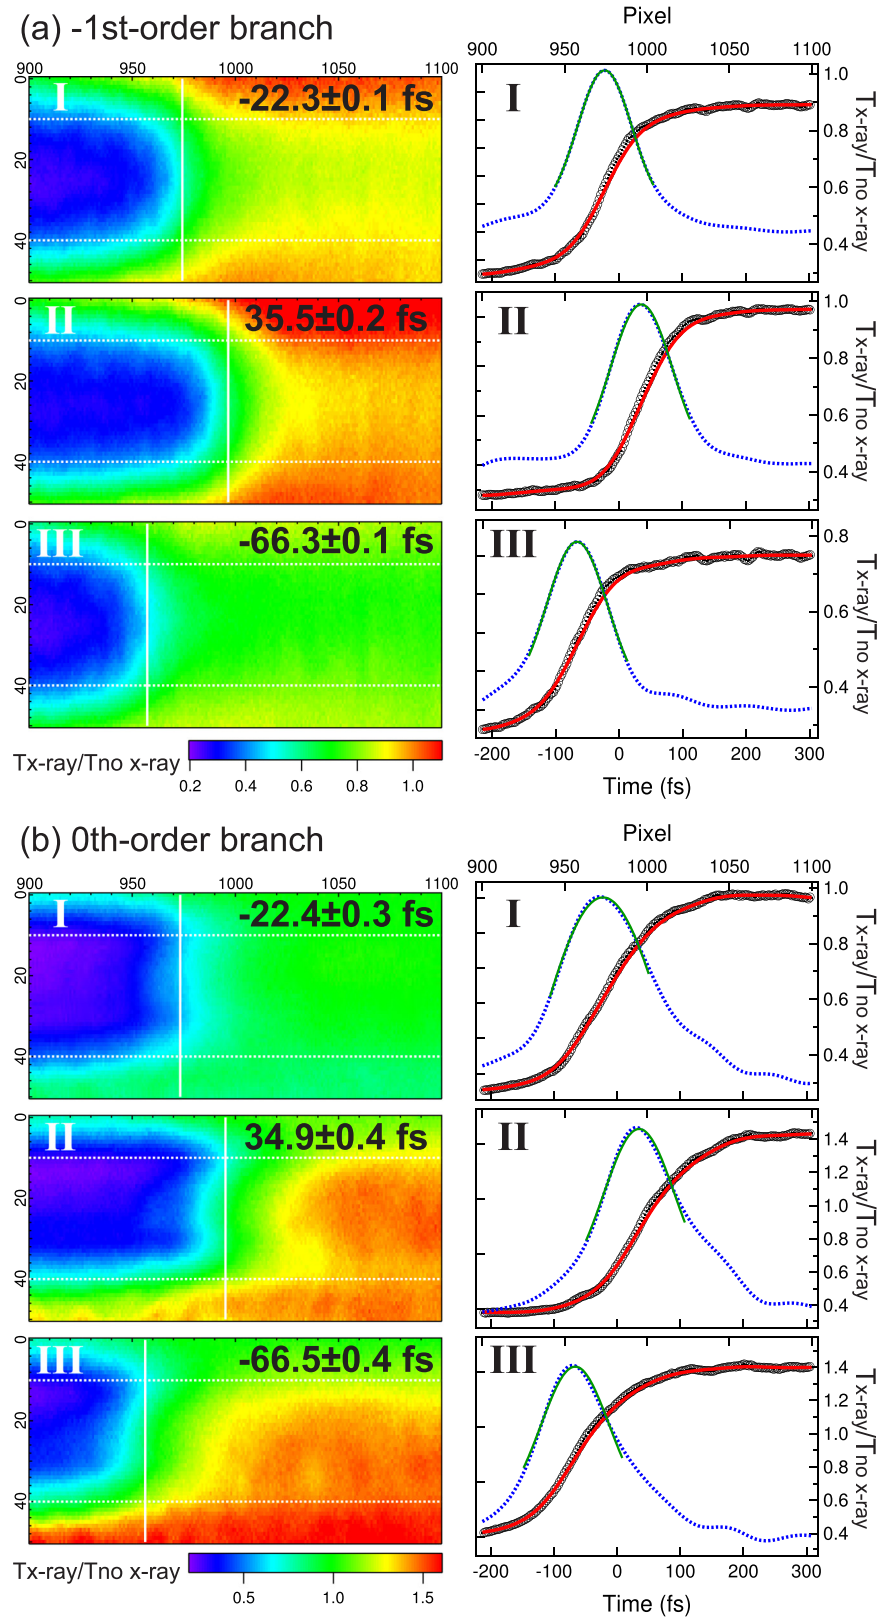 (a) -1st-order branch
900 950 1000 1050 1100
I -22.3±0.1 fs
0 20 40
II 35.5±0.2 fs
0 20 40
III -66.3±0.1 fs
0 20 40
Tx-ray/Tno x-ray
0.2 0.4 0.6 0.8 1.0
Pixel
900 950 1000 1050 1100
I
1.0
0.8
0.6
0.4
Tx-ray/Tno x-ray
II
1.0
0.8
0.6
0.4
Tx-ray/Tno x-ray
III
0.8
0.6
0.4
Tx-ray/Tno x-ray
-200 -100 0 100 200 300
Time (fs)
(b) 0th-order branch
900 950 1000 1050 1100
I -22.4±0.3 fs
0 20 40
II 34.9±0.4 fs
0 20 40
III -66.5±0.4 fs
0 20 40
Tx-ray/Tno x-ray
0.5 1.0 1.5
Pixel
900 950 1000 1050 1100
I
1.0
0.8
0.6
0.4
Tx-ray/Tno x-ray
II
1.4
1.2
1.0
0.8
0.6
0.4
Tx-ray/Tno x-ray
III
1.4
1.2
1.0
0.8
0.6
0.4
Tx-ray/Tno x-ray
-200 -100 0 100 200 300
Time (fs)